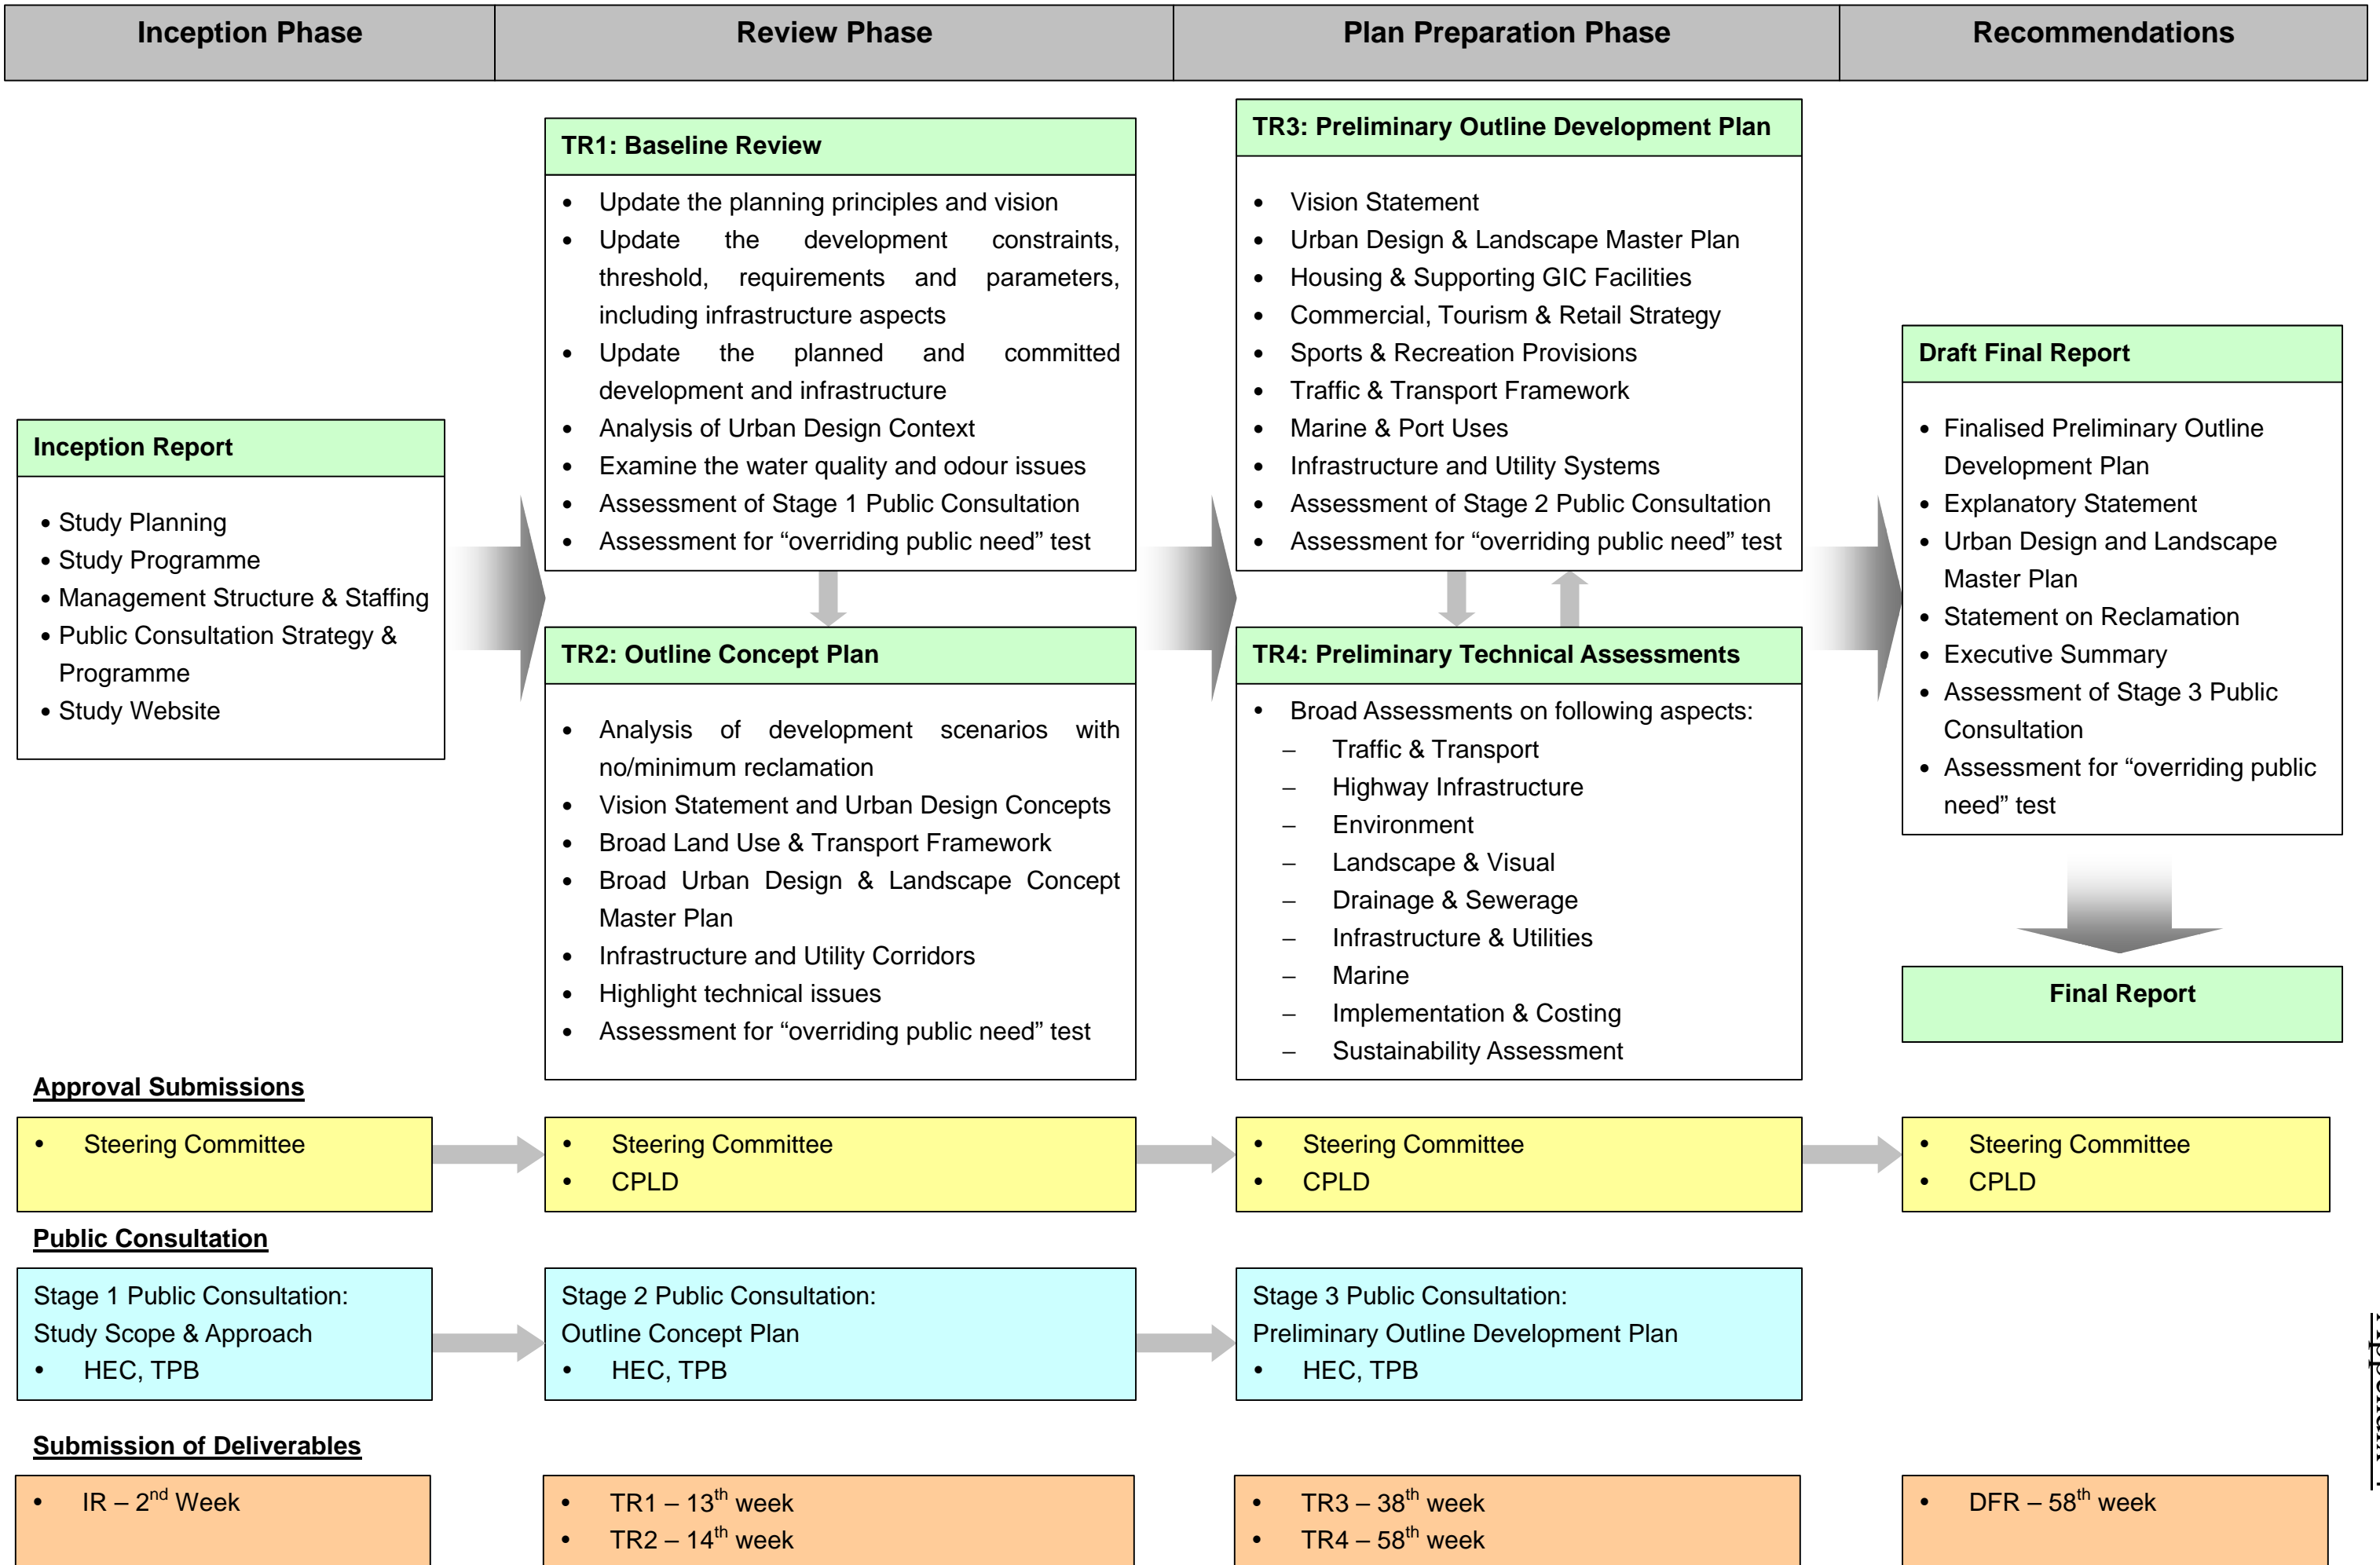 Inception Phase
Review Phase
Plan Preparation Phase
Recommendations
Inception Report
• Study Planning
• Study Programme
• Management Structure & Staffing
• Public Consultation Strategy &
Programme
• Study Website
TR1: Baseline Review
• Update the planning principles and vision
• Update the development constraints,
threshold, requirements and parameters,
including infrastructure aspects
• Update the planned and committed
development and infrastructure
• Analysis of Urban Design Context
• Examine the water quality and odour issues
• Assessment of Stage 1 Public Consultation
• Assessment for “overriding public need” test
TR2: Outline Concept Plan
• Analysis of development scenarios with
no/minimum reclamation
• Vision Statement and Urban Design Concepts
• Broad Land Use & Transport Framework
• Broad Urban Design & Landscape Concept
Master Plan
• Infrastructure and Utility Corridors
• Highlight technical issues
• Assessment for “overriding public need” test
TR3: Preliminary Outline Development Plan
• Vision Statement
• Urban Design & Landscape Master Plan
• Housing & Supporting GIC Facilities
• Commercial, Tourism & Retail Strategy
• Sports & Recreation Provisions
• Traffic & Transport Framework
• Marine & Port Uses
• Infrastructure and Utility Systems
• Assessment of Stage 2 Public Consultation
• Assessment for “overriding public need” test
TR4: Preliminary Technical Assessments
• Broad Assessments on following aspects:
– Traffic & Transport
– Highway Infrastructure
– Environment
– Landscape & Visual
– Drainage & Sewerage
– Infrastructure & Utilities
– Marine
– Implementation & Costing
– Sustainability Assessment
Draft Final Report
• Finalised Preliminary Outline
Development Plan
• Explanatory Statement
• Urban Design and Landscape
Master Plan
• Statement on Reclamation
• Executive Summary
• Assessment of Stage 3 Public
Consultation
• Assessment for “overriding public
need” test
Final Report
Approval Submissions
• Steering Committee
• Steering Committee
• CPLD
• Steering Committee
• CPLD
• Steering Committee
• CPLD
Public Consultation
Stage 1 Public Consultation:
Study Scope & Approach
• HEC, TPB
Stage 2 Public Consultation:
Outline Concept Plan
• HEC, TPB
Stage 3 Public Consultation:
Preliminary Outline Development Plan
• HEC, TPB
Submission of Deliverables
• IR – 2nd Week
• TR1 – 13th week
• TR2 – 14th week
• TR3 – 38th week
• TR4 – 58th week
• DFR – 58th week